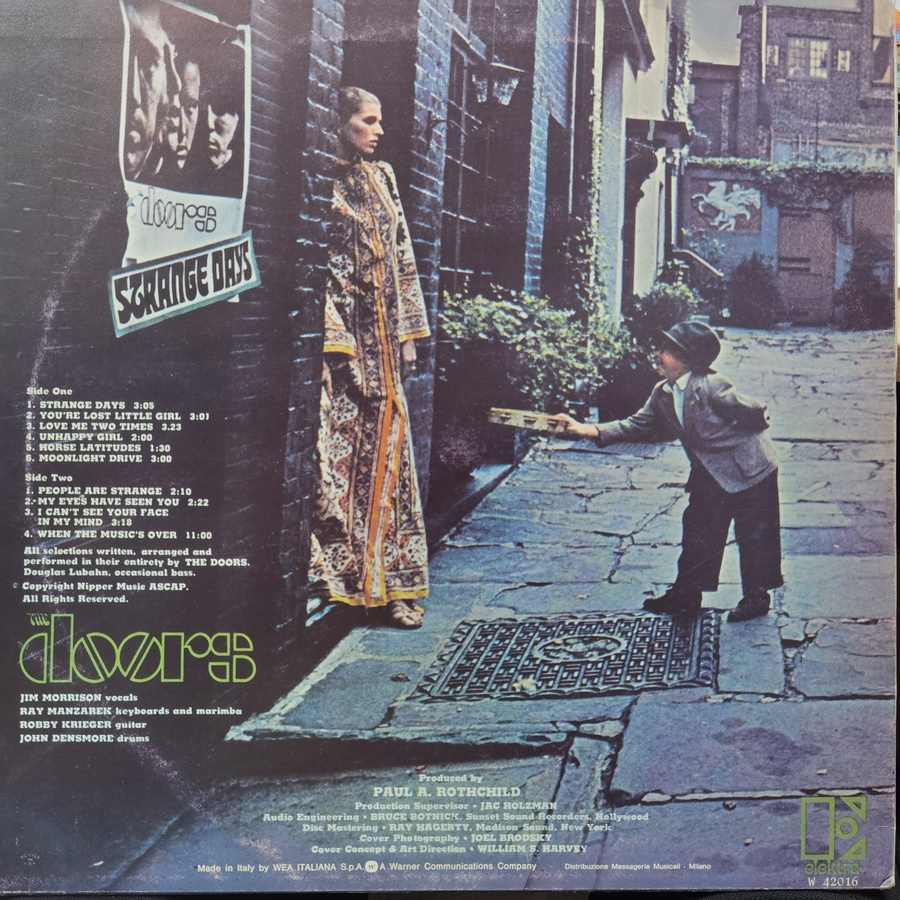 doors
STRANGE DAYS
Side One
1. STRANGE DAYS 3:05
2. YOU'RE LOST LITTLE GIRL 3:01
3. LOVE ME TWO TIMES 3.23
4. UNHAPPY GIRL 2:00
5. HORSE LATITUDES 1:30
6. MOONLIGHT DRIVE 3:00
Side Two
1. PEOPLE ARE STRANGE 2:10
2. MY EYES HAVE SEEN YOU 2:22
3. I CAN'T SEE YOUR FACE
IN MY MIND 3:18
4. WHEN THE MUSIC'S OVER 11:00
All selections written, arranged and
performed in their entirety by THE DOORS.
Douglas Lubahn, occasional bass.
Copyright Nipper Music ASCAP.
All Rights Reserved.
THE
doors
JIM MORRISON vocals
RAY MANZAREK keyboards and marimba
ROBBY KRIEGER guitar
JOHN DENSMORE drums
Produced by
PAUL A. ROTHCHILD
Production Supervisor • JAC HOLZMAN
Audio Engineering • BRUCE BOTNICK, Sunset Sound Recorders, Hollywood
Disc Mastering • RAY HAGERTY, Madison Sound, New York
Cover Photography • JOEL BRODSKY
Cover Concept & Art Direction • WILLIAM S. HARVEY
Made in Italy by WEA ITALIANA S.p.A. A Warner Communications Company Distribuzione Messagerie Musicali - Milano
elektra
W 42016